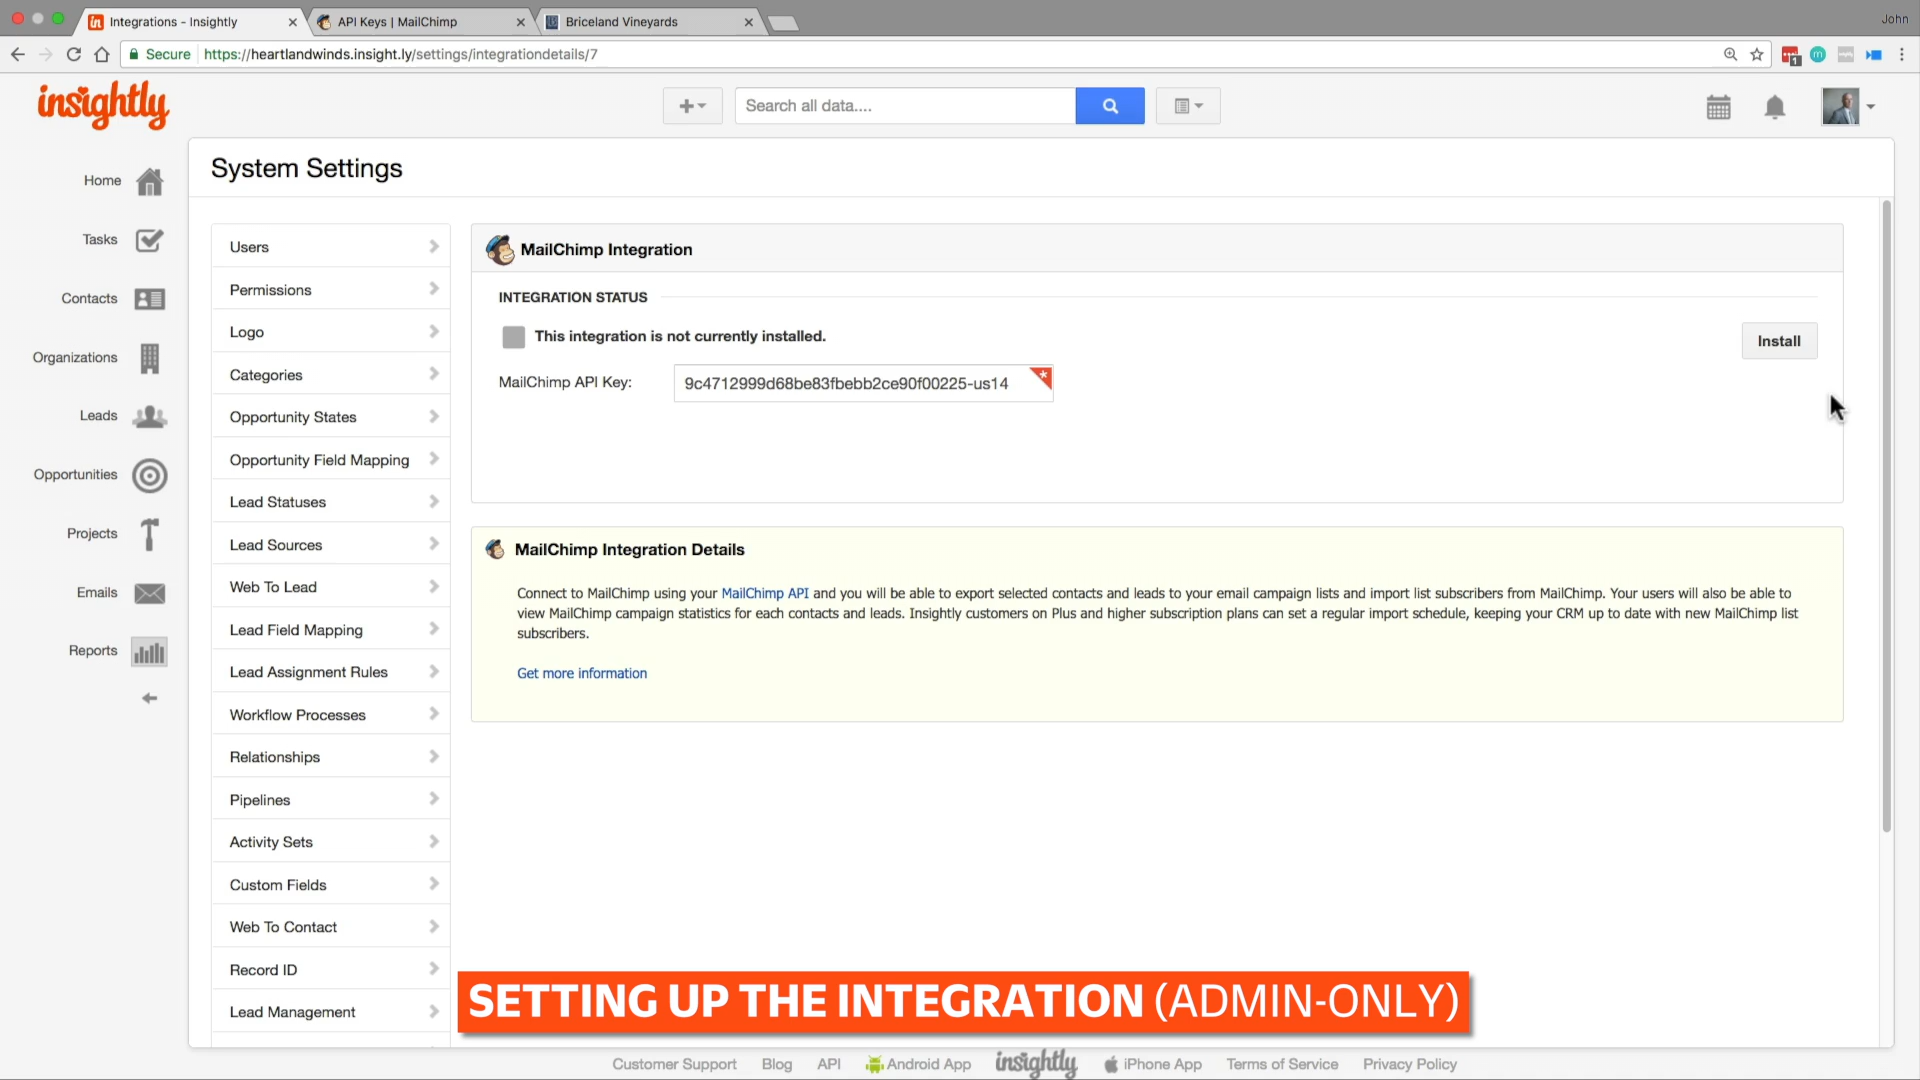 Integrations - Insightly
API Keys | MailChimp
Briceland Vineyards
John
Secure
https://heartlandwinds.insight.ly/settings/integrationdetails/7
insightly
Search all data....
Home
Tasks
Contacts
Organizations
Leads
Opportunities
Projects
Emails
Reports
System Settings
Users
Permissions
Logo
Categories
Opportunity States
Opportunity Field Mapping
Lead Statuses
Lead Sources
Web To Lead
Lead Field Mapping
Lead Assignment Rules
Workflow Processes
Relationships
Pipelines
Activity Sets
Custom Fields
Web To Contact
Record ID
Lead Management
MailChimp Integration
INTEGRATION STATUS
This integration is not currently installed.
Install
MailChimp API Key:
9c4712999d68be83fbebb2ce90f00225-us14
MailChimp Integration Details
Connect to MailChimp using your MailChimp API and you will be able to export selected contacts and leads to your email campaign lists and import list subscribers from MailChimp. Your users will also be able to
view MailChimp campaign statistics for each contacts and leads. Insightly customers on Plus and higher subscription plans can set a regular import schedule, keeping your CRM up to date with new MailChimp list
subscribers.
Get more information
SETTING UP THE INTEGRATION (ADMIN-ONLY)
Customer Support
Blog
API
Android App
insightly
iPhone App
Terms of Service
Privacy Policy